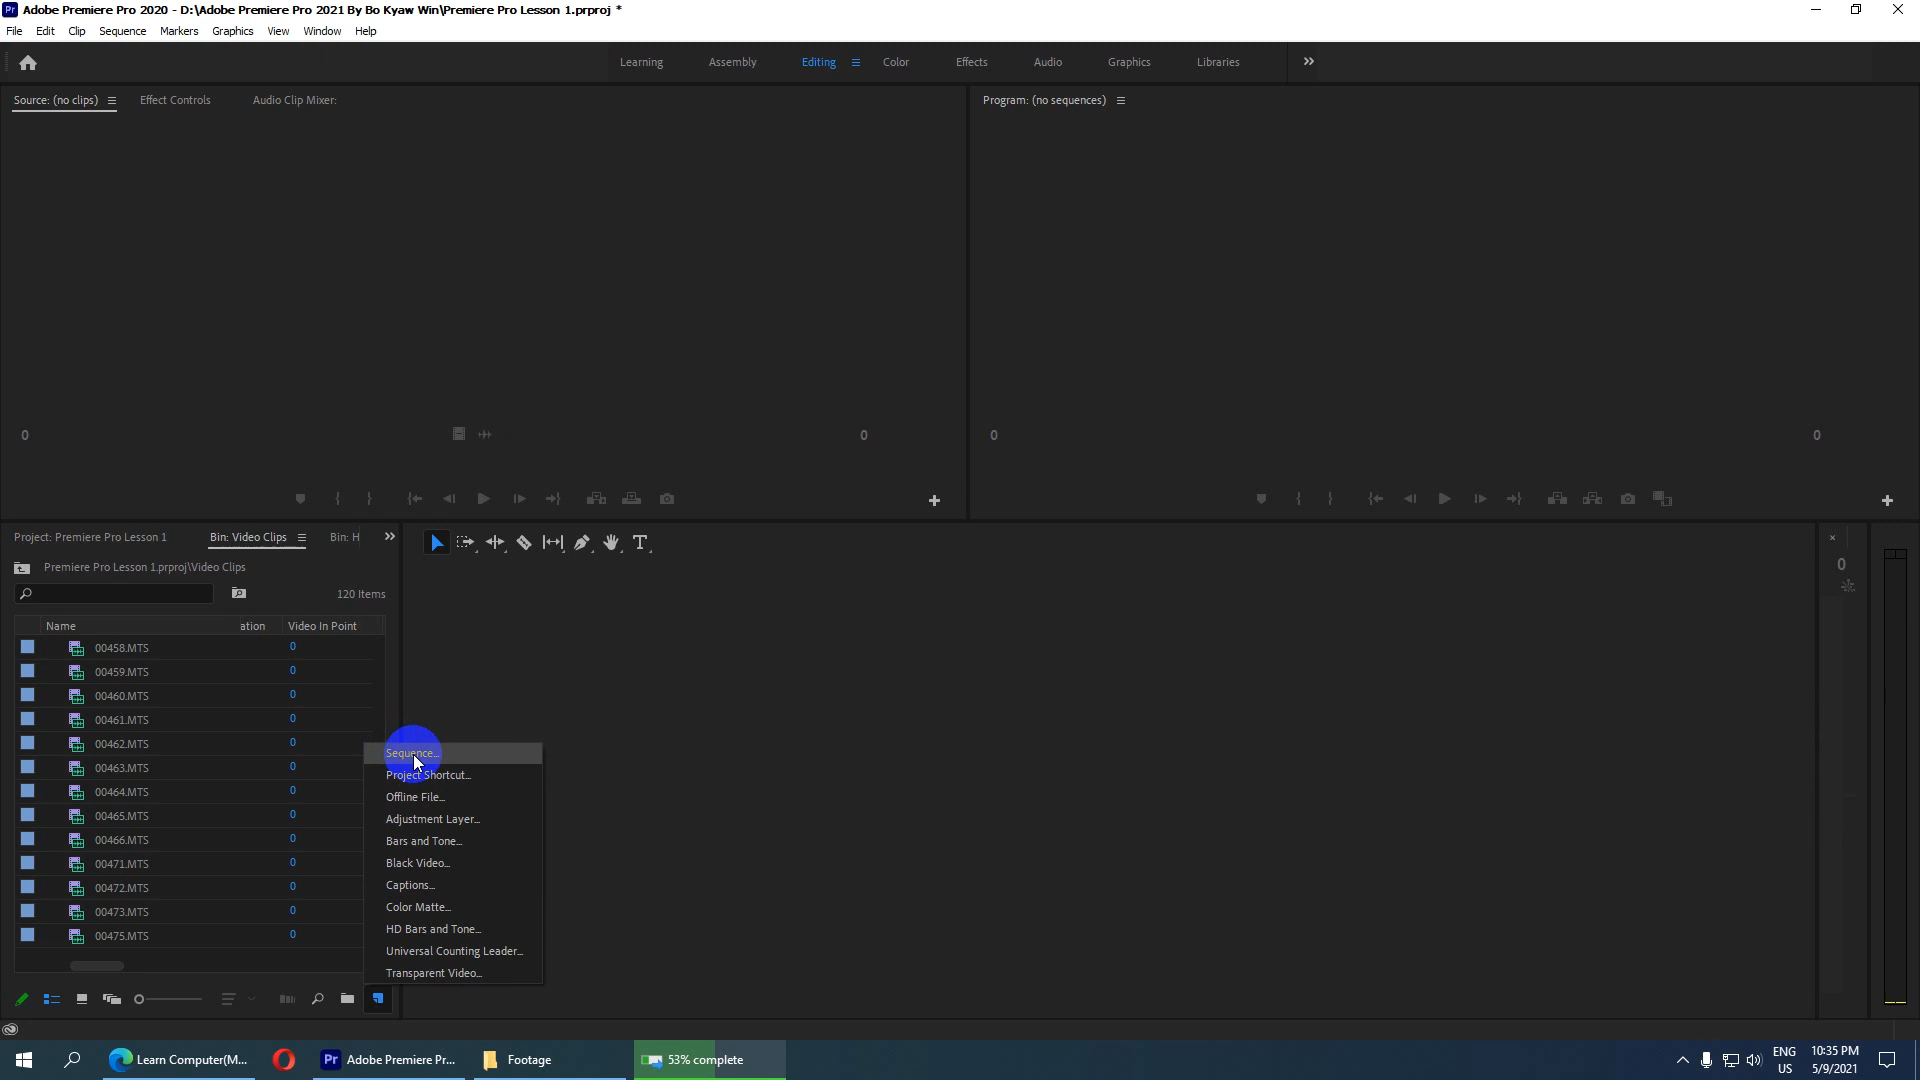 Adobe Premiere Pro 2020 - D:\Adobe Premiere Pro 2021 By Bo Kyaw Win\Premiere Pro Lesson 1.prproj *
File Edit Clip Sequence Markers Graphics View Window Help
Learning Assembly Editing Color Effects Audio Graphics Libraries
Source: (no clips) Effect Controls Audio Clip Mixer:
Program: (no sequences)
0 0
0 0
Project: Premiere Pro Lesson 1 Bin: Video Clips Bin: H
Premiere Pro Lesson 1.prproj\Video Clips
120 Items
Name ation Video In Point
00458.MTS 0
00459.MTS 0
00460.MTS 0
00461.MTS 0
00462.MTS 0
00463.MTS 0
00464.MTS 0
00465.MTS 0
00466.MTS 0
00471.MTS 0
00472.MTS 0
00473.MTS 0
00475.MTS 0
Sequence...
Project Shortcut...
Offline File...
Adjustment Layer...
Bars and Tone...
Black Video...
Captions...
Color Matte...
HD Bars and Tone...
Universal Counting Leader...
Transparent Video...
0
Learn Computer(M... Adobe Premiere Pr... Footage 53% complete
ENG
US
10:35 PM
5/9/2021